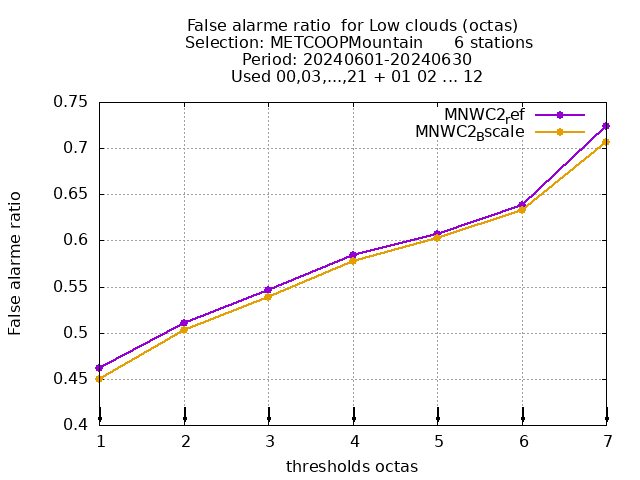 False alarme ratio  for Low clouds (octas)
Selection: METCOOPMountain      6 stations
Period: 20240601-20240630
Used 00,03,...,21 + 01 02 ... 12
MNWC2ref
MNWC2Bscale
False alarme ratio
0.75
0.7
0.65
0.6
0.55
0.5
0.45
0.4
1 2 3 4 5 6 7
thresholds octas